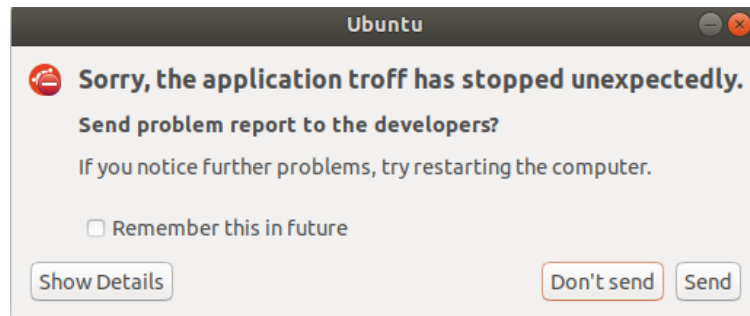 Ubuntu
Sorry, the application troff has stopped unexpectedly.
Send problem report to the developers?
If you notice further problems, try restarting the computer.
Remember this in future
Show Details
Don't send
Send